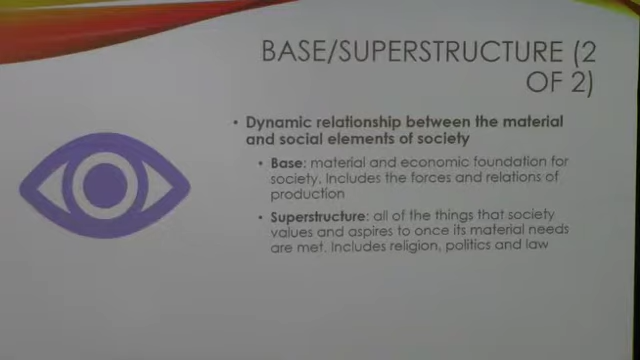 BASE/SUPERSTRUCTURE (2
OF 2)
• Dynamic relationship between the material
and social elements of society
• Base: material and economic foundation for
society. Includes the forces and relations of
production
• Superstructure: all of the things that society
values and aspires to once its material needs
are met. Includes religion, politics and law